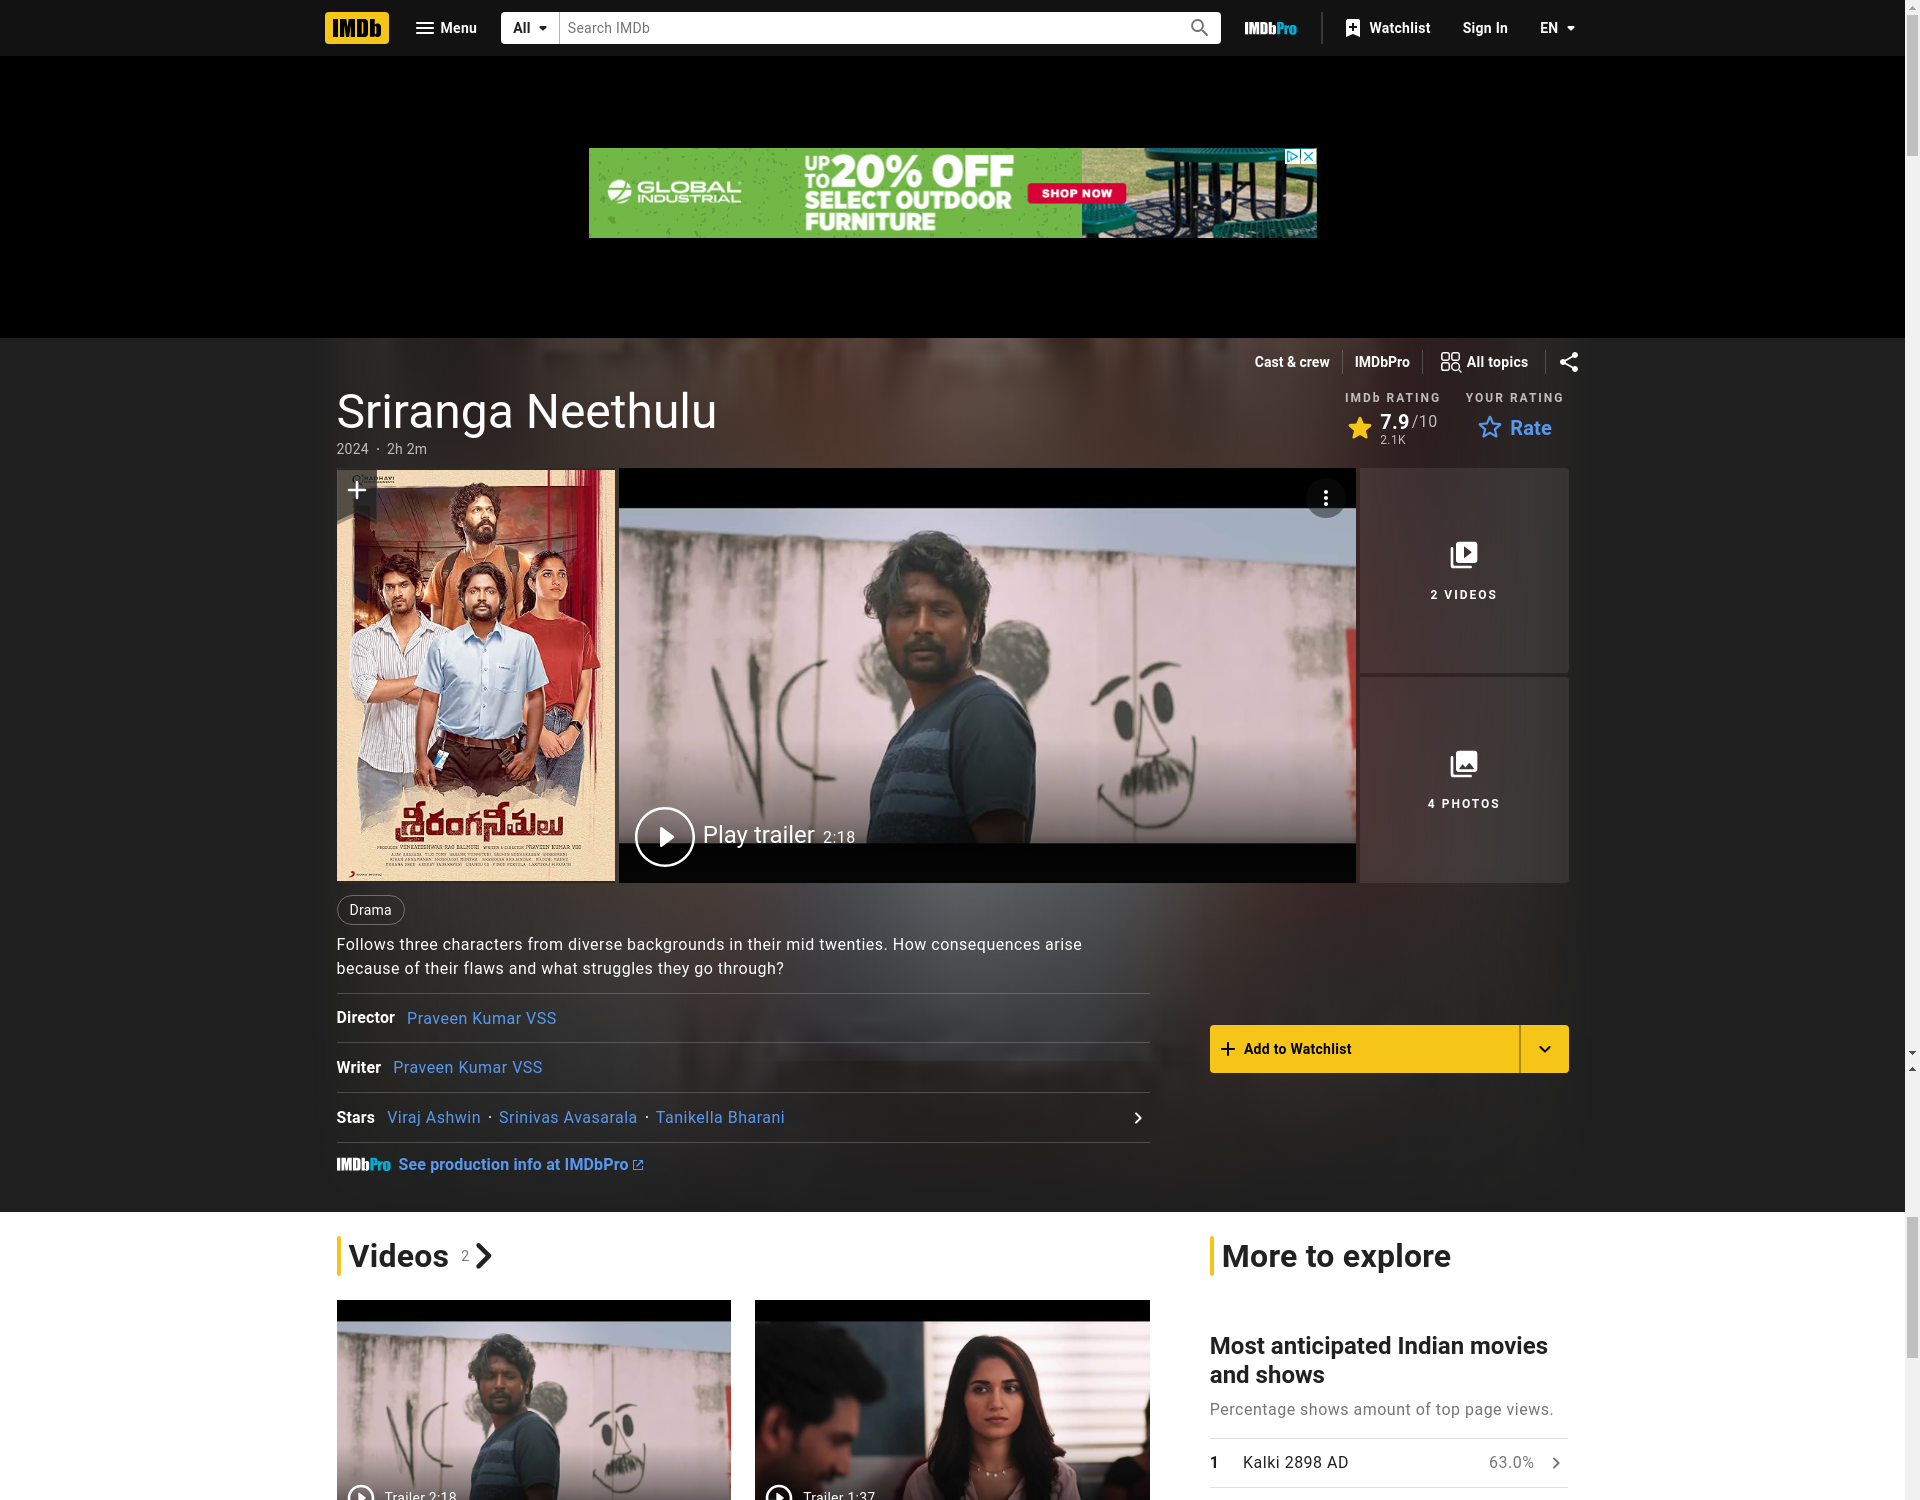 IMDb
Menu
All
Search IMDb
IMDbPro
Watchlist
Sign In
EN
GLOBAL
INDUSTRIAL
UP TO 20% OFF
SELECT OUTDOOR
FURNITURE
SHOP NOW
Cast & crew
IMDbPro
All topics
Sriranga Neethulu
2024 · 2h 2m
IMDb RATING
7.9/10
2.1K
YOUR RATING
Rate
శ్రీరంగనీతులు
Play trailer 2:18
2 VIDEOS
4 PHOTOS
Drama
Follows three characters from diverse backgrounds in their mid twenties. How consequences arise
because of their flaws and what struggles they go through?
Director Praveen Kumar VSS
Writer Praveen Kumar VSS
Stars Viraj Ashwin · Srinivas Avasarala · Tanikella Bharani
IMDbPro See production info at IMDbPro
Add to Watchlist
Videos 2
Trailer 2:18
Trailer 1:37
More to explore
Most anticipated Indian movies
and shows
Percentage shows amount of top page views.
1 Kalki 2898 AD 63.0%